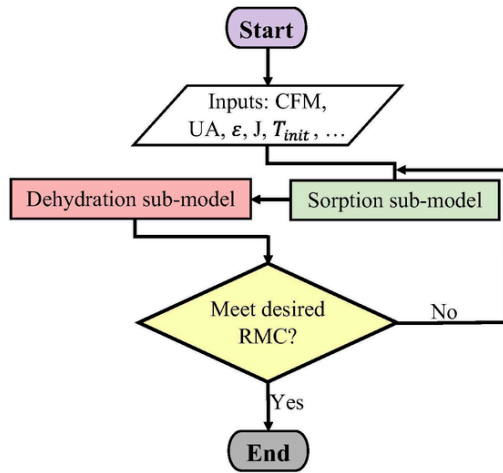 Start
Inputs: CFM,
UA, ε, J, T_init, …
Dehydration sub-model
Sorption sub-model
Meet desired
RMC?
No
Yes
End